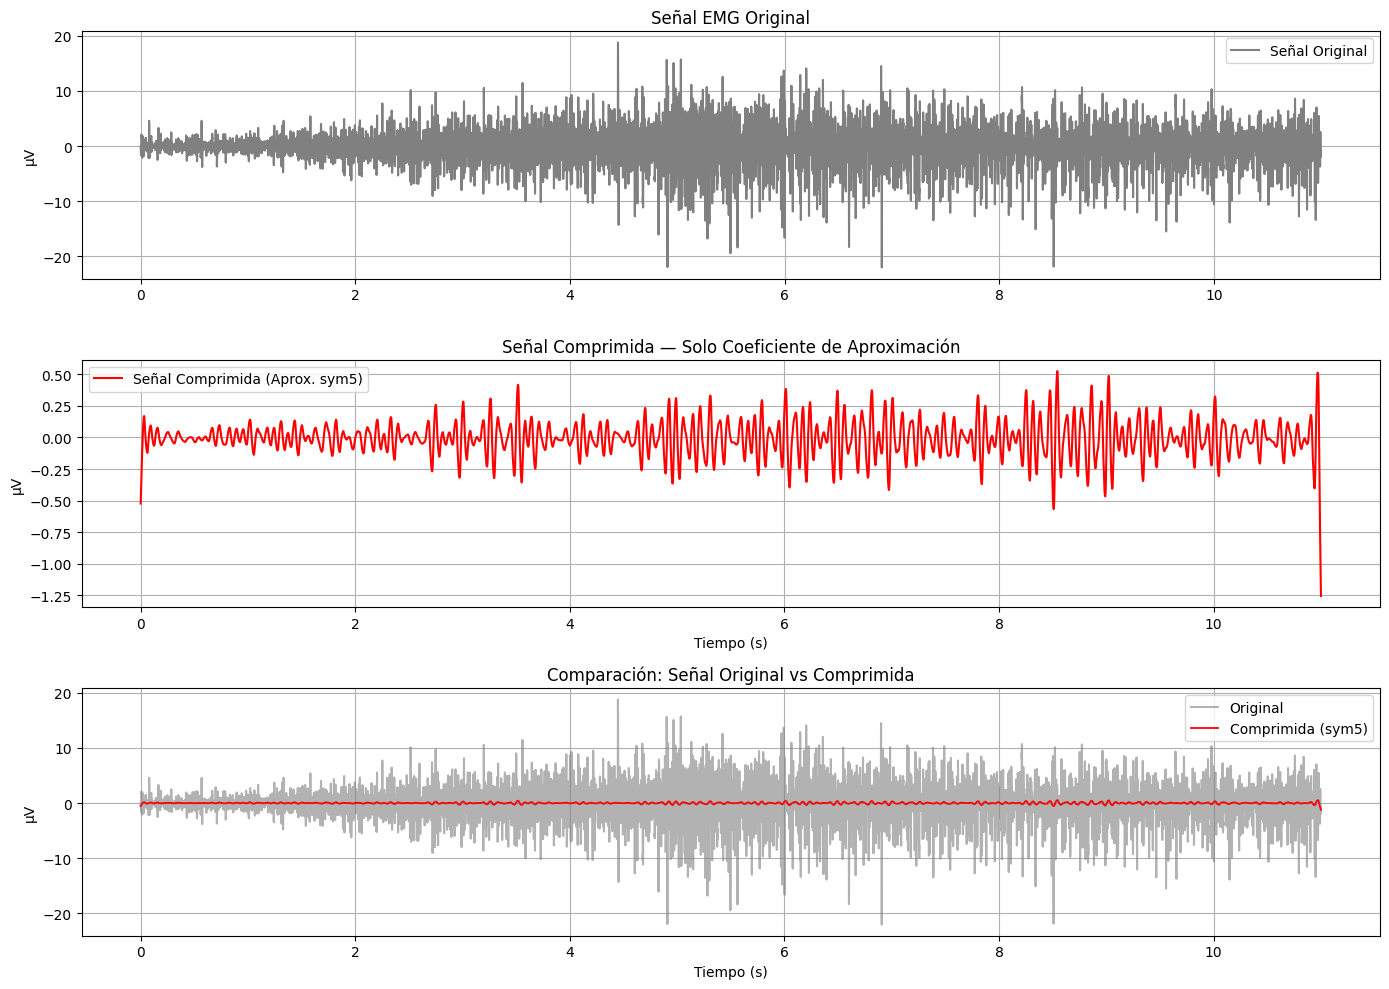 Señal EMG Original
20
10
0
−10
−20
µV
Señal Original
0 2 4 6 8 10
Señal Comprimida — Solo Coeficiente de Aproximación
0.50
0.25
0.00
−0.25
−0.50
−0.75
−1.00
−1.25
µV
Señal Comprimida (Aprox. sym5)
0 2 4 6 8 10
Tiempo (s)
Comparación: Señal Original vs Comprimida
20
10
0
−10
−20
µV
Original
Comprimida (sym5)
0 2 4 6 8 10
Tiempo (s)